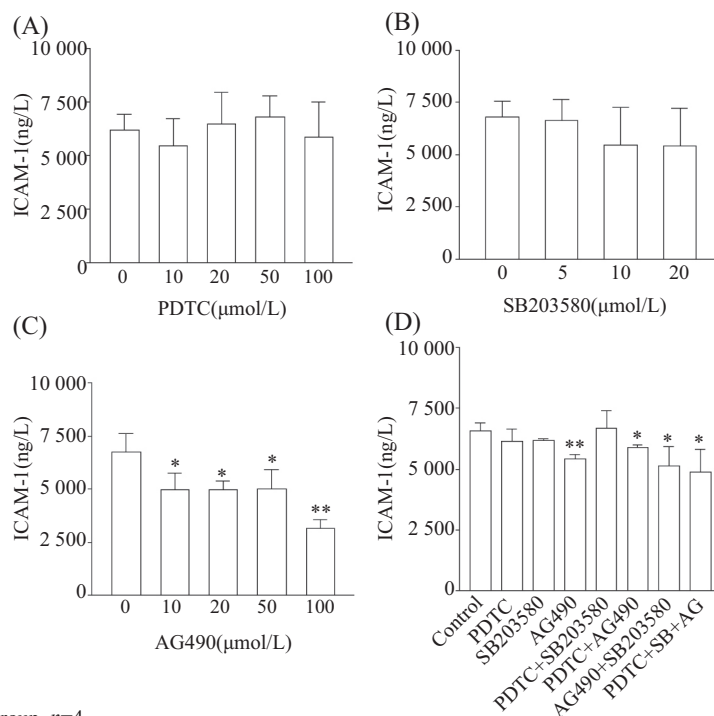 (A)
10 000
7 500
5 000
2 500
0
ICAM-1(ng/L)
0 10 20 50 100
PDTC(μmol/L)
(B)
10 000
7 500
5 000
2 500
0
ICAM-1(ng/L)
0 5 10 20
SB203580(μmol/L)
(C)
10 000
7 500
5 000
2 500
0
ICAM-1(ng/L)
* * * **
0 10 20 50 100
AG490(μmol/L)
(D)
10 000
7 500
5 000
2 500
0
ICAM-1(ng/L)
** * * *
Control
PDTC
SB203580
AG490
PDTC+SB203580
PDTC+AG490
AG490+SB203580
PDTC+SB+AG